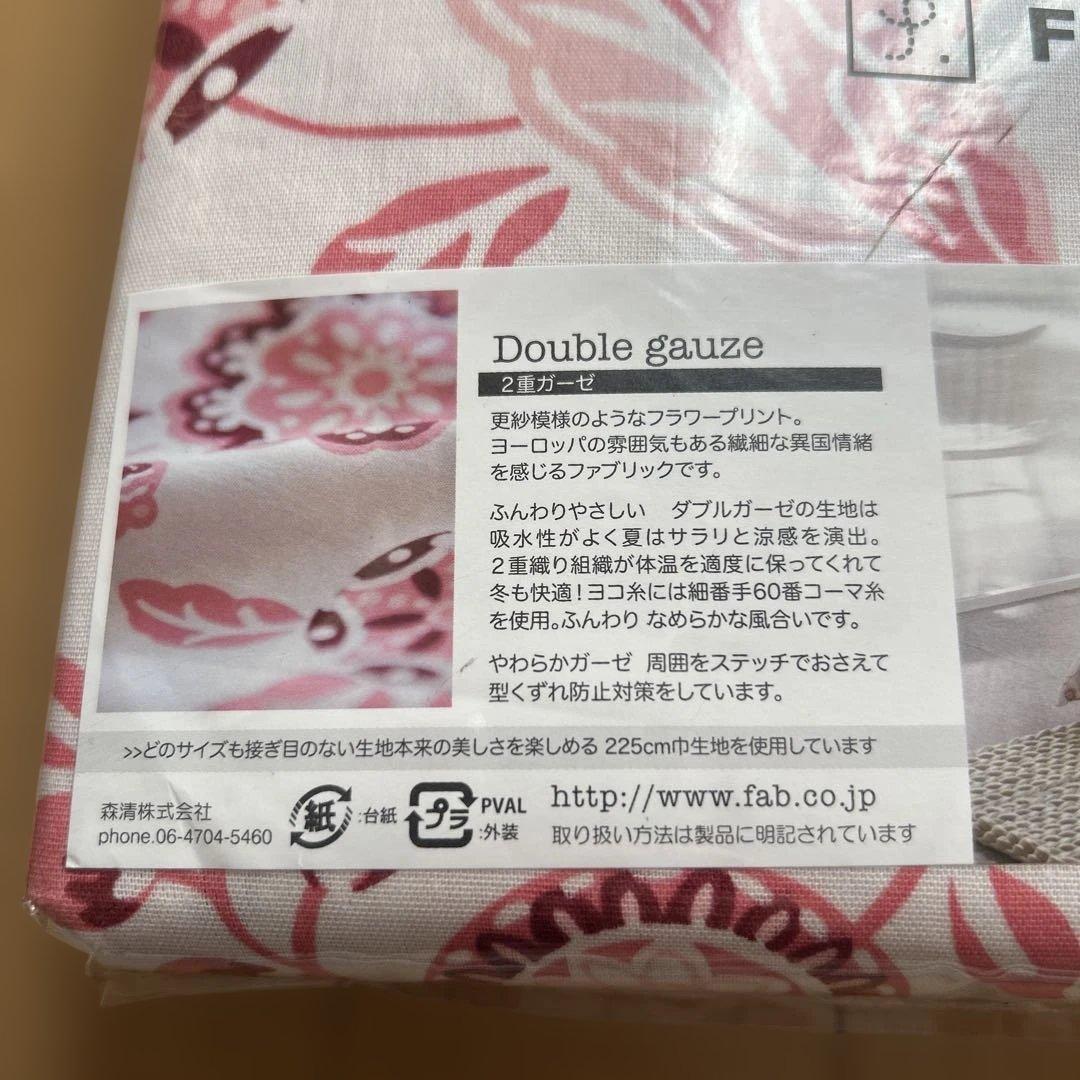 F
Double gauze
2重ガーゼ
更紗模様のようなフラワープリント。
ヨーロッパの雰囲気もある繊細な異国情緒
を感じるファブリックです。
ふんわりやさしい ダブルガーゼの生地は
吸水性がよく夏はサラリと涼感を演出。
2重織り組織が体温を適度に保ってくれて
冬も快適!ヨコ糸には細番手60番コーマ糸
を使用。ふんわり なめらかな風合いです。
やわらかガーゼ 周囲をステッチでおさえて
型くずれ防止対策をしています。
>>どのサイズも接ぎ目のない生地本来の美しさを楽しめる 225cm巾生地を使用しています
森清株式会社
phone.06-4704-5460
紙 :台紙
プラ PVAL
:外装
http://www.fab.co.jp
取り扱い方法は製品に明記されています